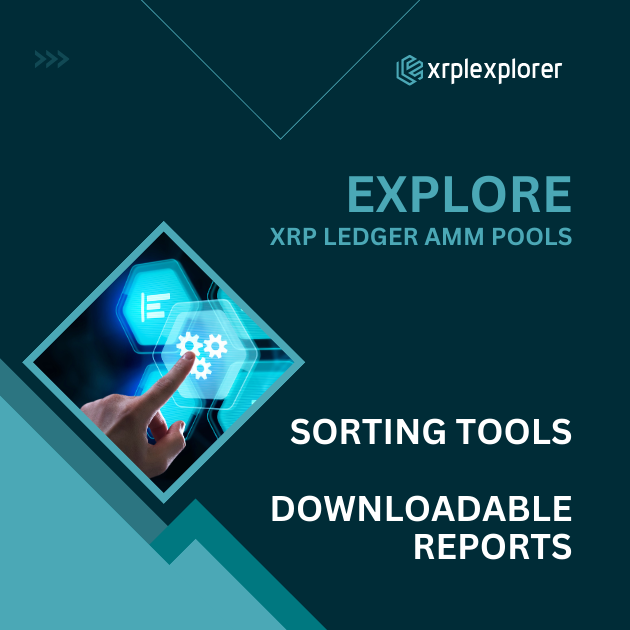 xrplexplorer
EXPLORE
XRP LEDGER AMM POOLS
SORTING TOOLS
DOWNLOADABLE
REPORTS